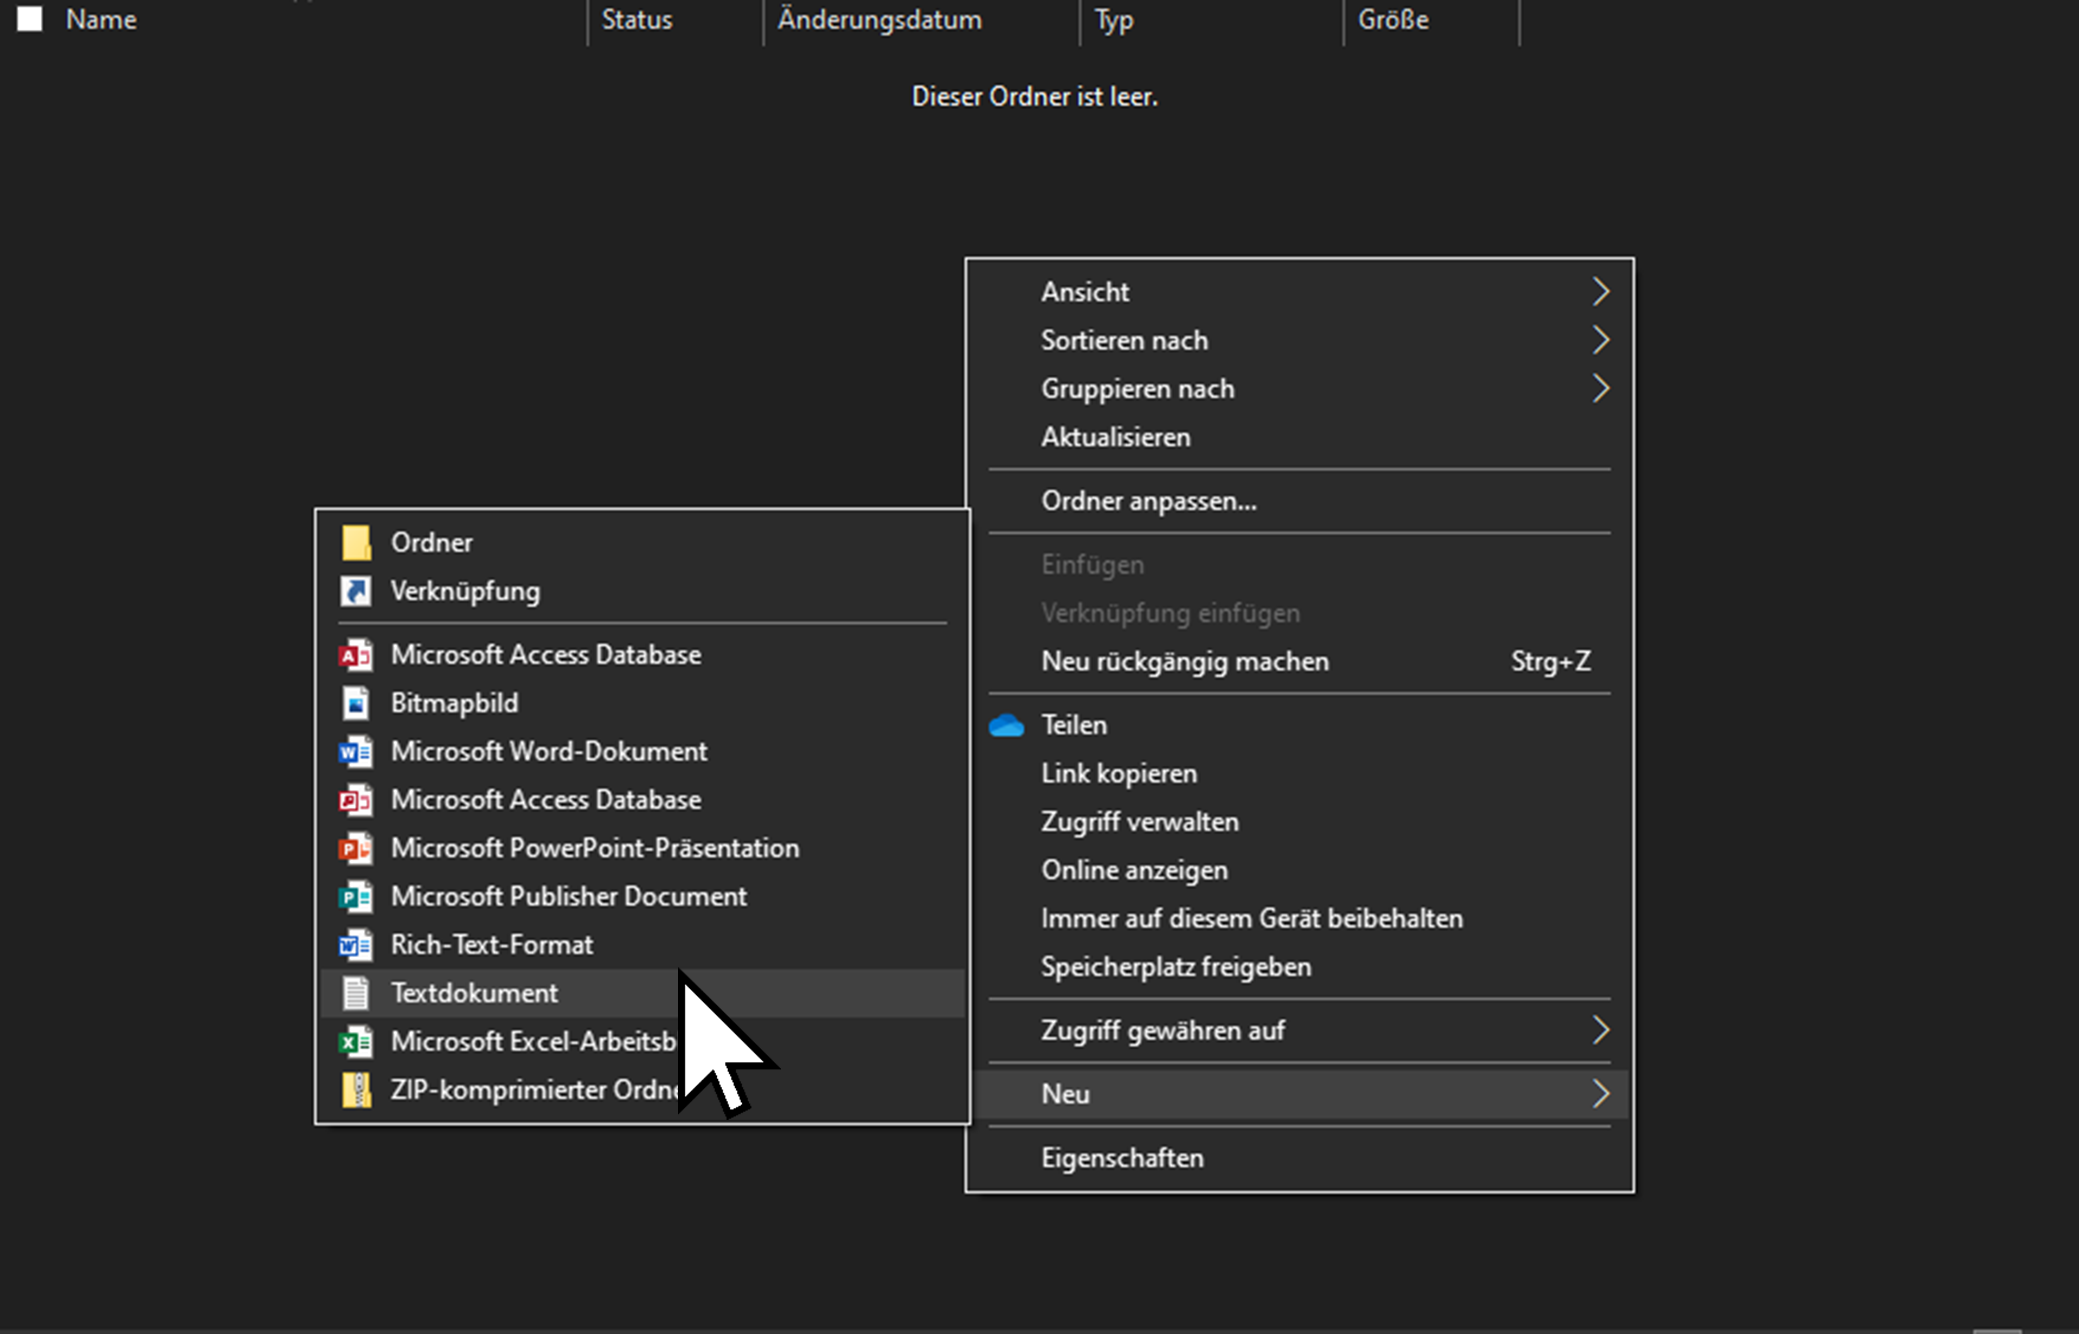 Name Status Änderungsdatum Typ Größe
Dieser Ordner ist leer.
Ansicht
Sortieren nach
Gruppieren nach
Aktualisieren
Ordner anpassen...
Einfügen
Verknüpfung einfügen
Neu rückgängig machen Strg+Z
Teilen
Link kopieren
Zugriff verwalten
Online anzeigen
Immer auf diesem Gerät beibehalten
Speicherplatz freigeben
Zugriff gewähren auf
Neu
Eigenschaften
Ordner
Verknüpfung
Microsoft Access Database
Bitmapbild
Microsoft Word-Dokument
Microsoft Access Database
Microsoft PowerPoint-Präsentation
Microsoft Publisher Document
Rich-Text-Format
Textdokument
Microsoft Excel-Arbeitsb
ZIP-komprimierter Ordne